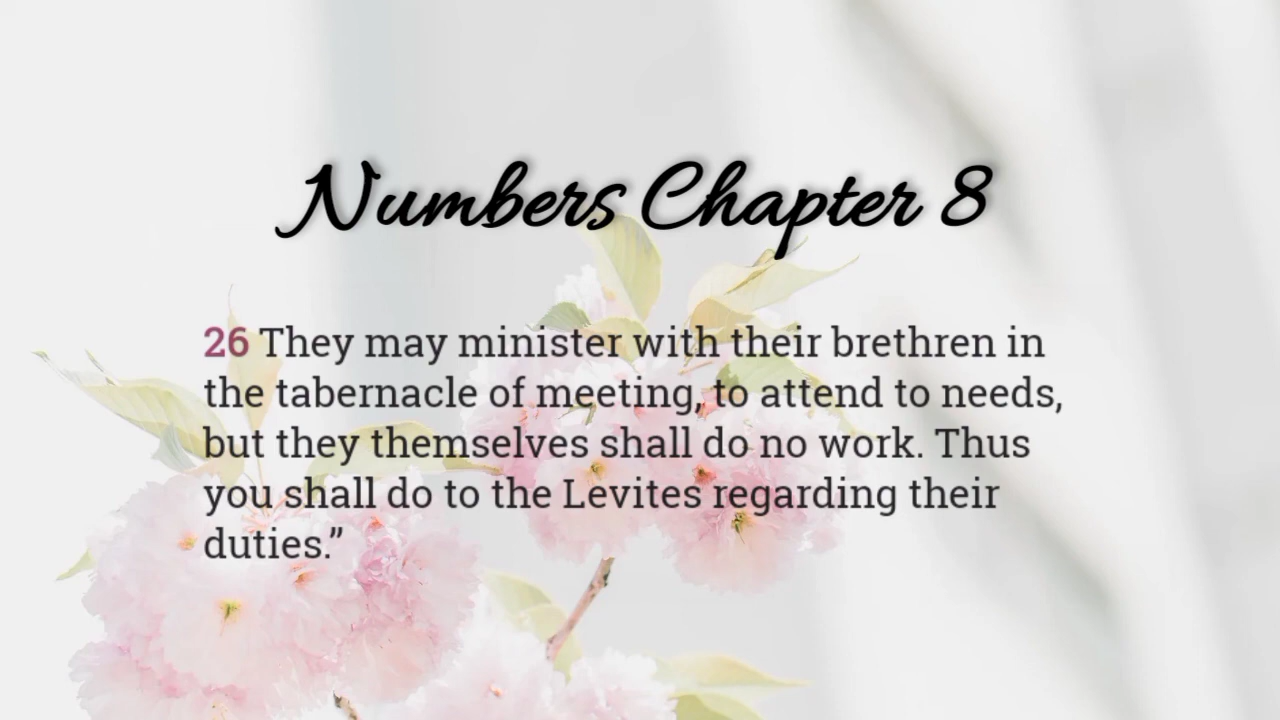 Numbers Chapter 8
26 They may minister with their brethren in
the tabernacle of meeting, to attend to needs,
but they themselves shall do no work. Thus
you shall do to the Levites regarding their
duties.”